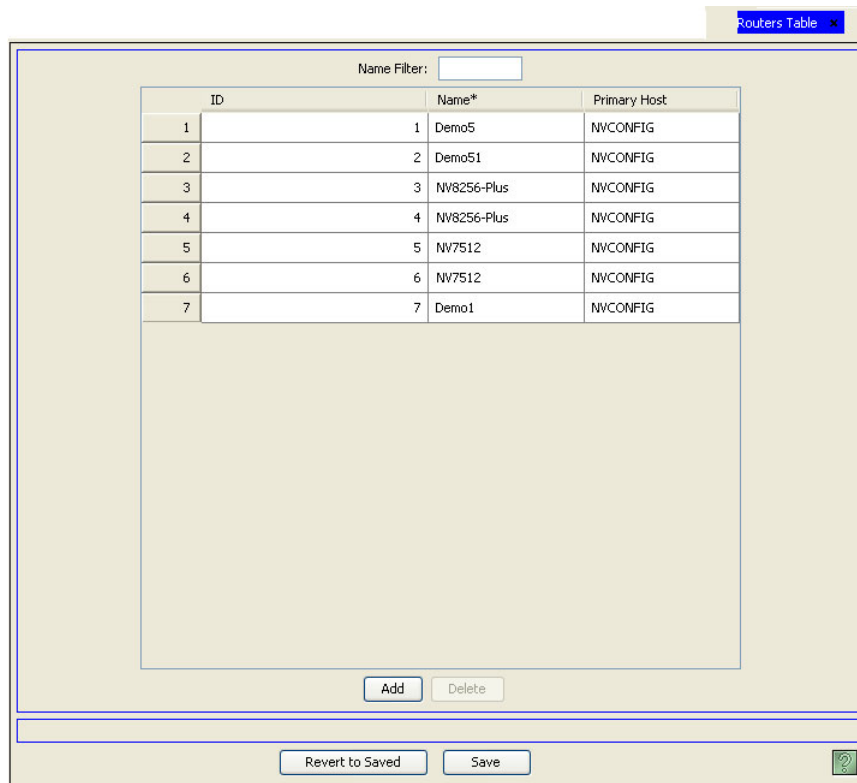 Routers Table ×
Name Filter:
ID Name* Primary Host
1 1 Demo5 NVCONFIG
2 2 Demo51 NVCONFIG
3 3 NV8256-Plus NVCONFIG
4 4 NV8256-Plus NVCONFIG
5 5 NV7512 NVCONFIG
6 6 NV7512 NVCONFIG
7 7 Demo1 NVCONFIG
Add Delete
Revert to Saved Save ?